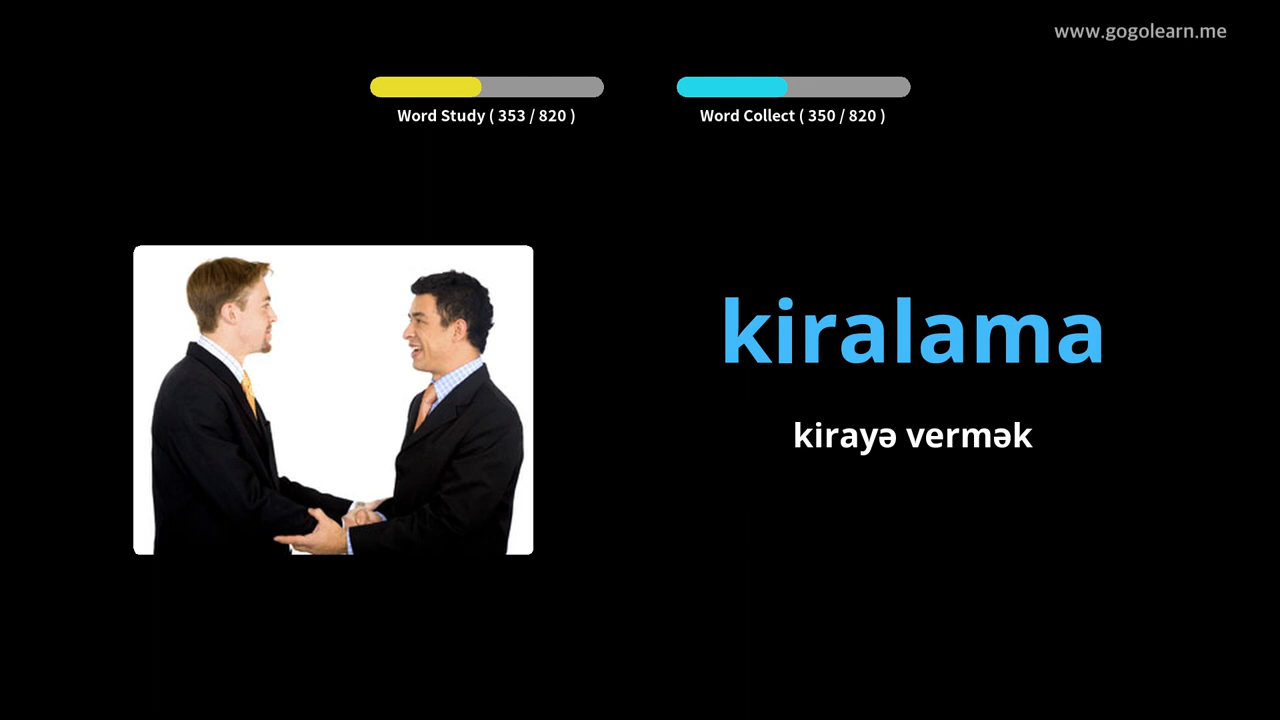 www.gogolearn.me
Word Study ( 353 / 820 )
Word Collect ( 350 / 820 )
kiralama
kirayə vermək